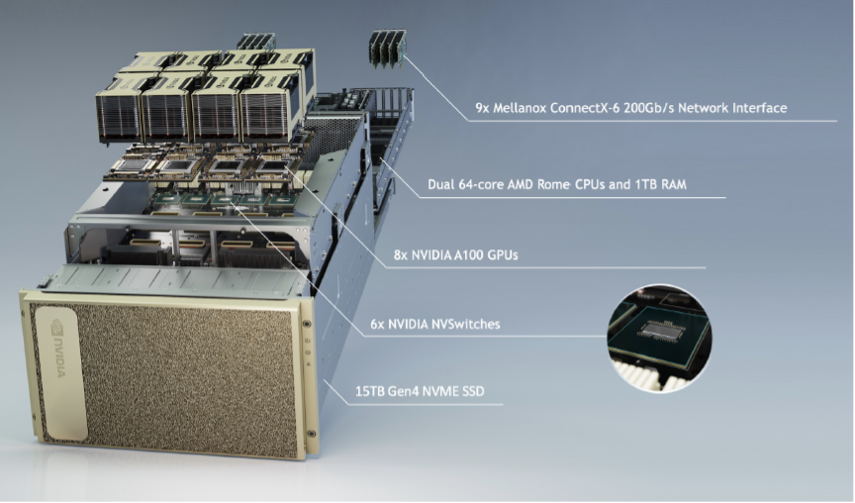 9x Mellanox ConnectX-6 200Gb/s Network Interface
Dual 64-core AMD Rome CPUs and 1TB RAM
8x NVIDIA A100 GPUs
6x NVIDIA NVSwitches
15TB Gen4 NVME SSD
NVIDIA